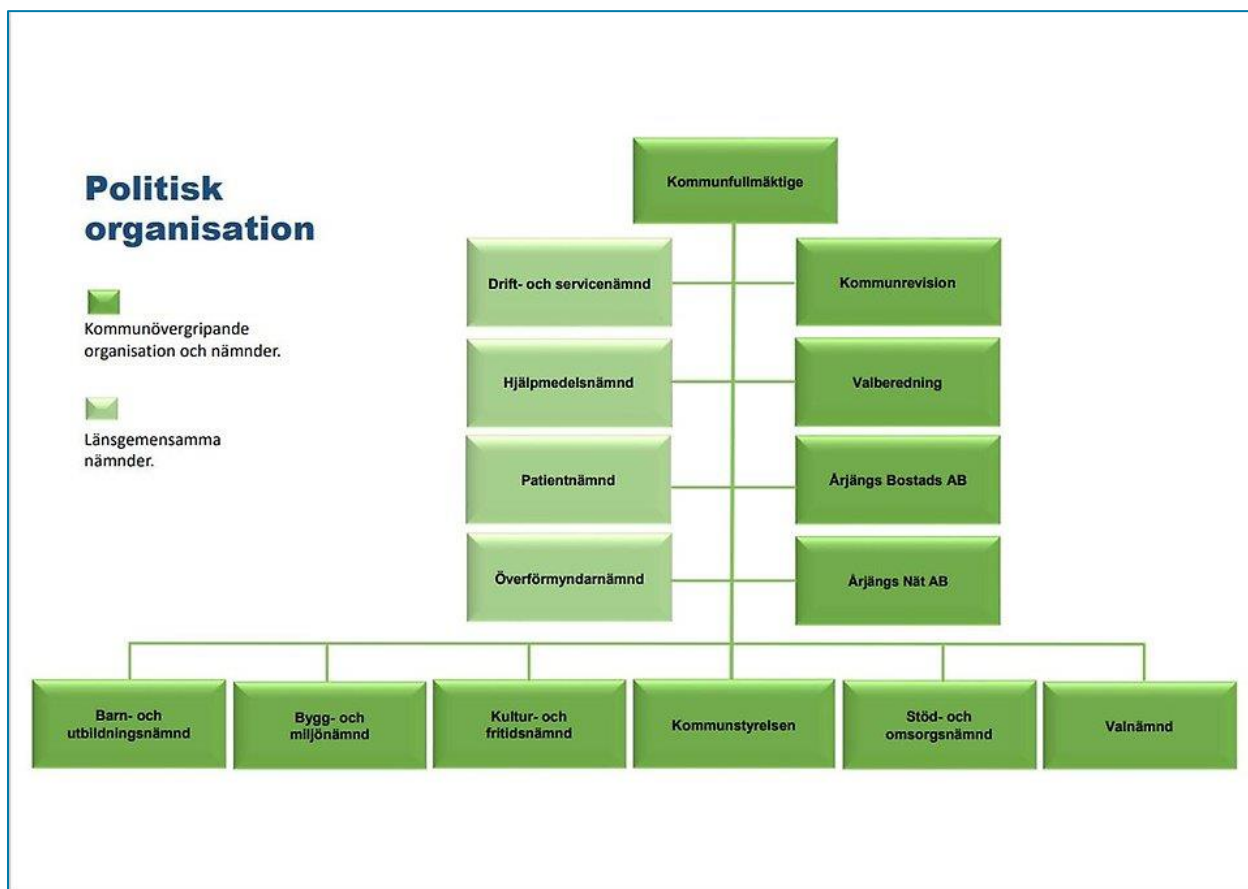 Politisk
organisation
Kommunövergripande
organisation och nämnder.
Länsgemensamma
nämnder.
Kommunfullmäktige
Drift- och servicenämnd
Kommunrevision
Hjälpmedelsnämnd
Valberedning
Patientnämnd
Årjängs Bostads AB
Överförmyndarnämnd
Årjängs Nät AB
Barn- och
utbildningsnämnd
Bygg- och
miljönämnd
Kultur- och
fritidsnämnd
Kommunstyrelsen
Stöd- och
omsorgsnämnd
Valnämnd